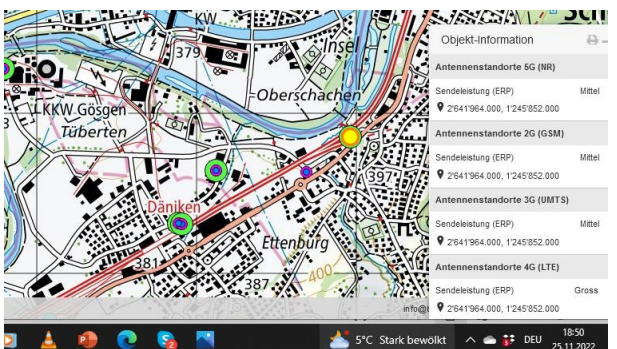 KW
379
Insel
Oberschachen
KKW Gösgen
Tüberten
397
Däniken
Ettenburg
381
387
400
Objekt-Information
Antennenstandorte 5G (NR)
Sendeleistung (ERP) Mittel
2'641'964.000, 1'245'852.000
Antennenstandorte 2G (GSM)
Sendeleistung (ERP) Mittel
2'641'964.000, 1'245'852.000
Antennenstandorte 3G (UMTS)
Sendeleistung (ERP) Mittel
2'641'964.000, 1'245'852.000
Antennenstandorte 4G (LTE)
Sendeleistung (ERP) Gross
2'641'964.000, 1'245'852.000
5°C Stark bewölkt
DEU
18:50
25.11.2022